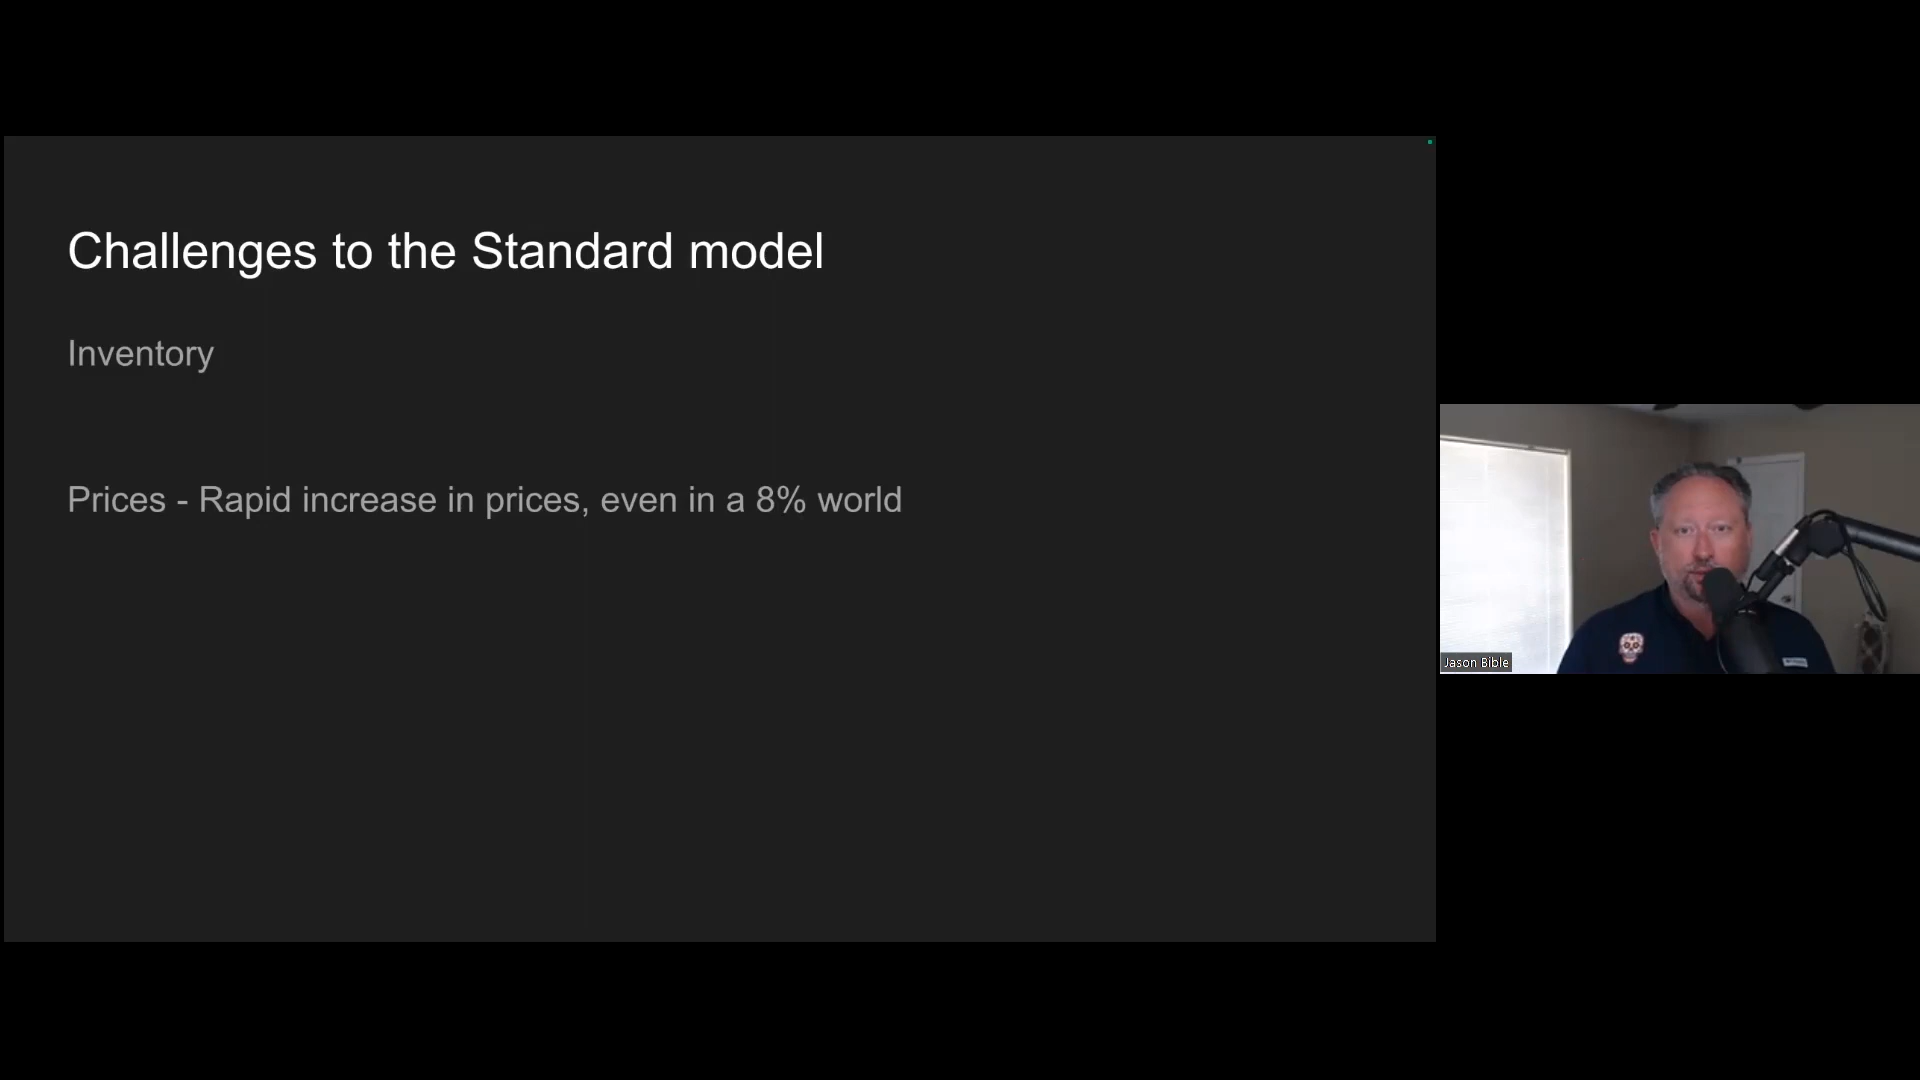 Challenges to the Standard model
Inventory
Prices - Rapid increase in prices, even in a 8% world
Jason Bible